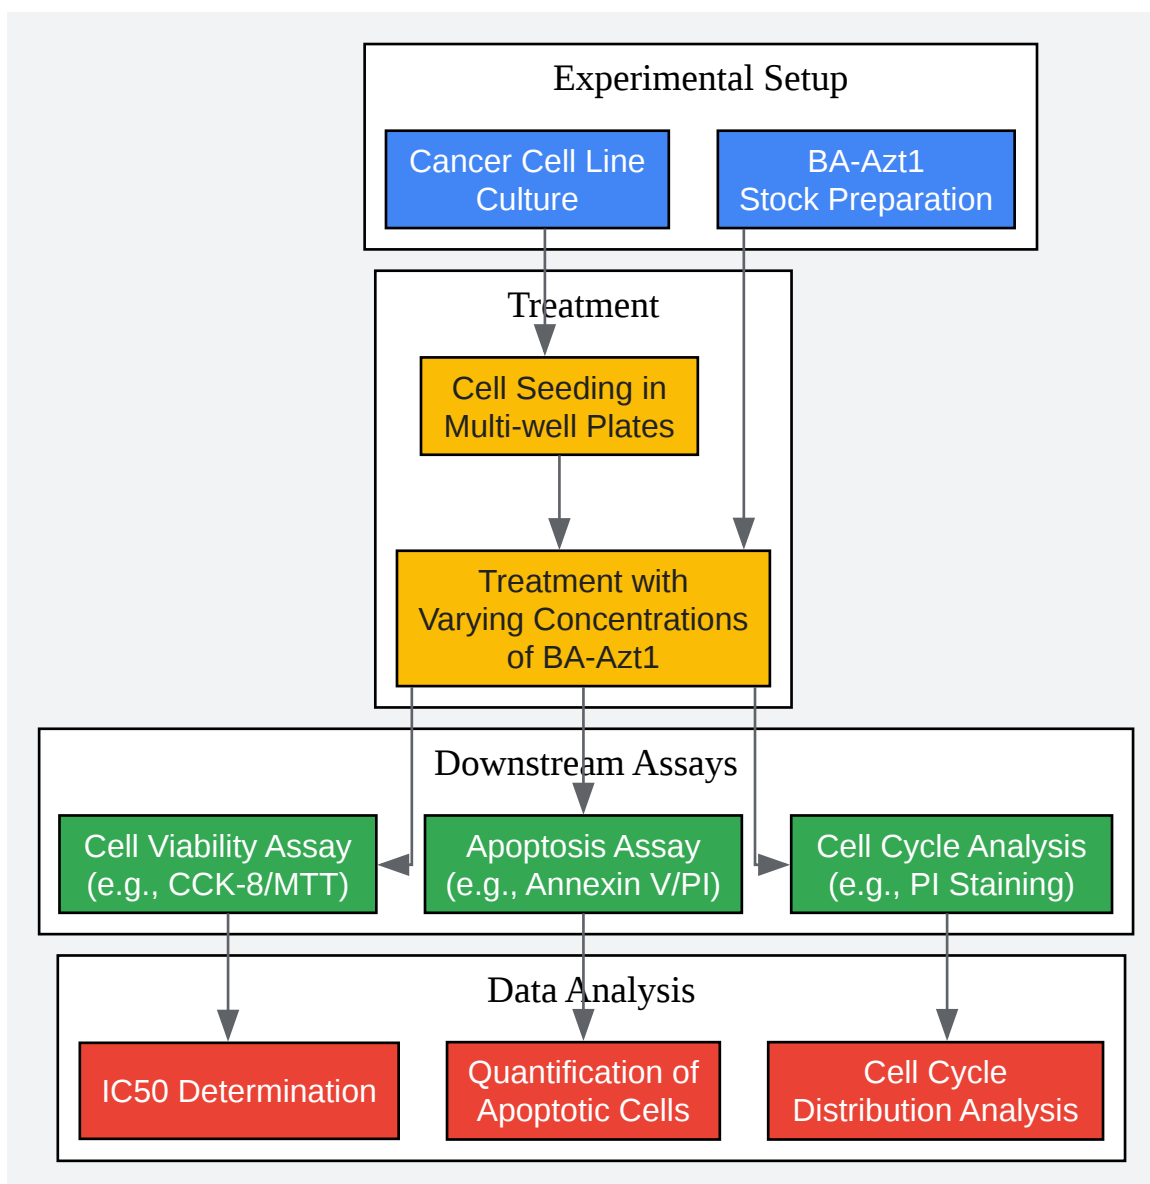 Experimental Setup
Cancer Cell Line
Culture
BA-Azt1
Stock Preparation
Treatment
Cell Seeding in
Multi-well Plates
Treatment with
Varying Concentrations
of BA-Azt1
Downstream Assays
Cell Viability Assay
(e.g., CCK-8/MTT)
Apoptosis Assay
(e.g., Annexin V/PI)
Cell Cycle Analysis
(e.g., PI Staining)
Data Analysis
IC50 Determination
Quantification of
Apoptotic Cells
Cell Cycle
Distribution Analysis